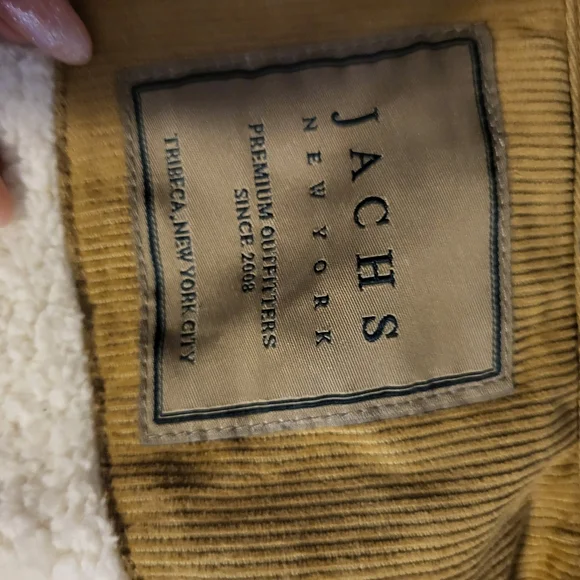 JACHS
NEW YORK
PREMIUM OUTFITTERS
SINCE 2008
TRIBECA, NEW YORK CITY